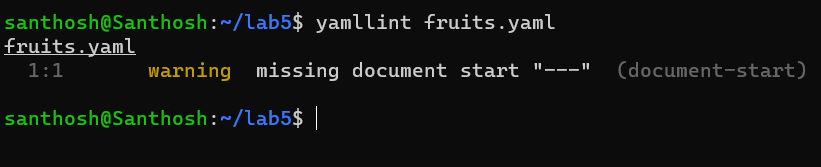 santhosh@Santhosh:~/lab5$ yamllint fruits.yaml
fruits.yaml
  1:1       warning  missing document start "---"  (document-start)
santhosh@Santhosh:~/lab5$